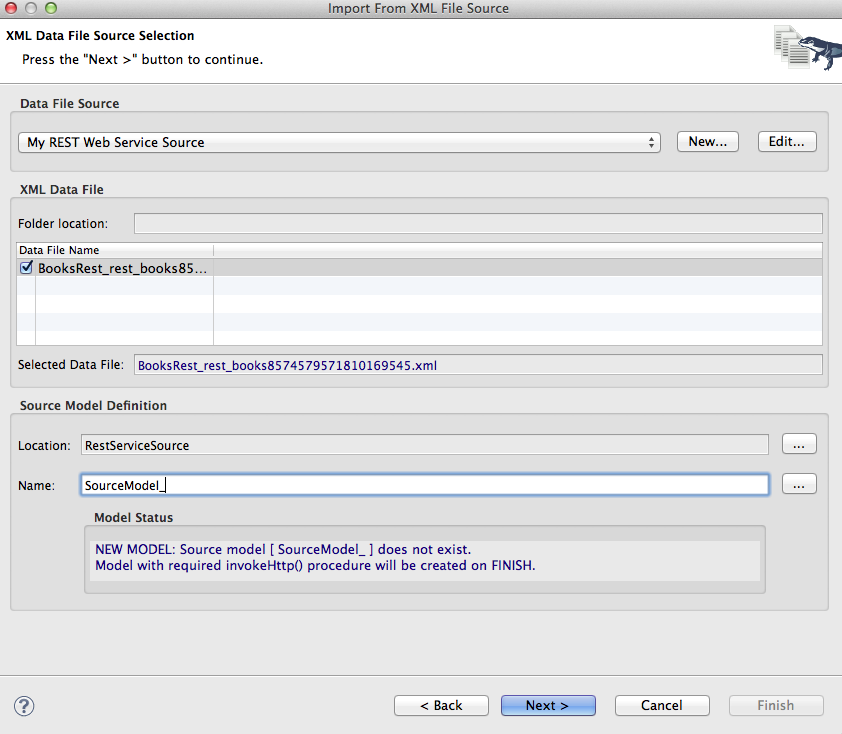 Import From XML File Source
XML Data File Source Selection
Press the "Next >" button to continue.
Data File Source
My REST Web Service Source
New...
Edit...
XML Data File
Folder location:
Data File Name
BooksRest_rest_books85...
Selected Data File:
BooksRest_rest_books8574579571810169545.xml
Source Model Definition
Location:
RestServiceSource
...
Name:
SourceModel_
...
Model Status
NEW MODEL: Source model [ SourceModel_ ] does not exist.
Model with required invokeHttp() procedure will be created on FINISH.
?
< Back
Next >
Cancel
Finish